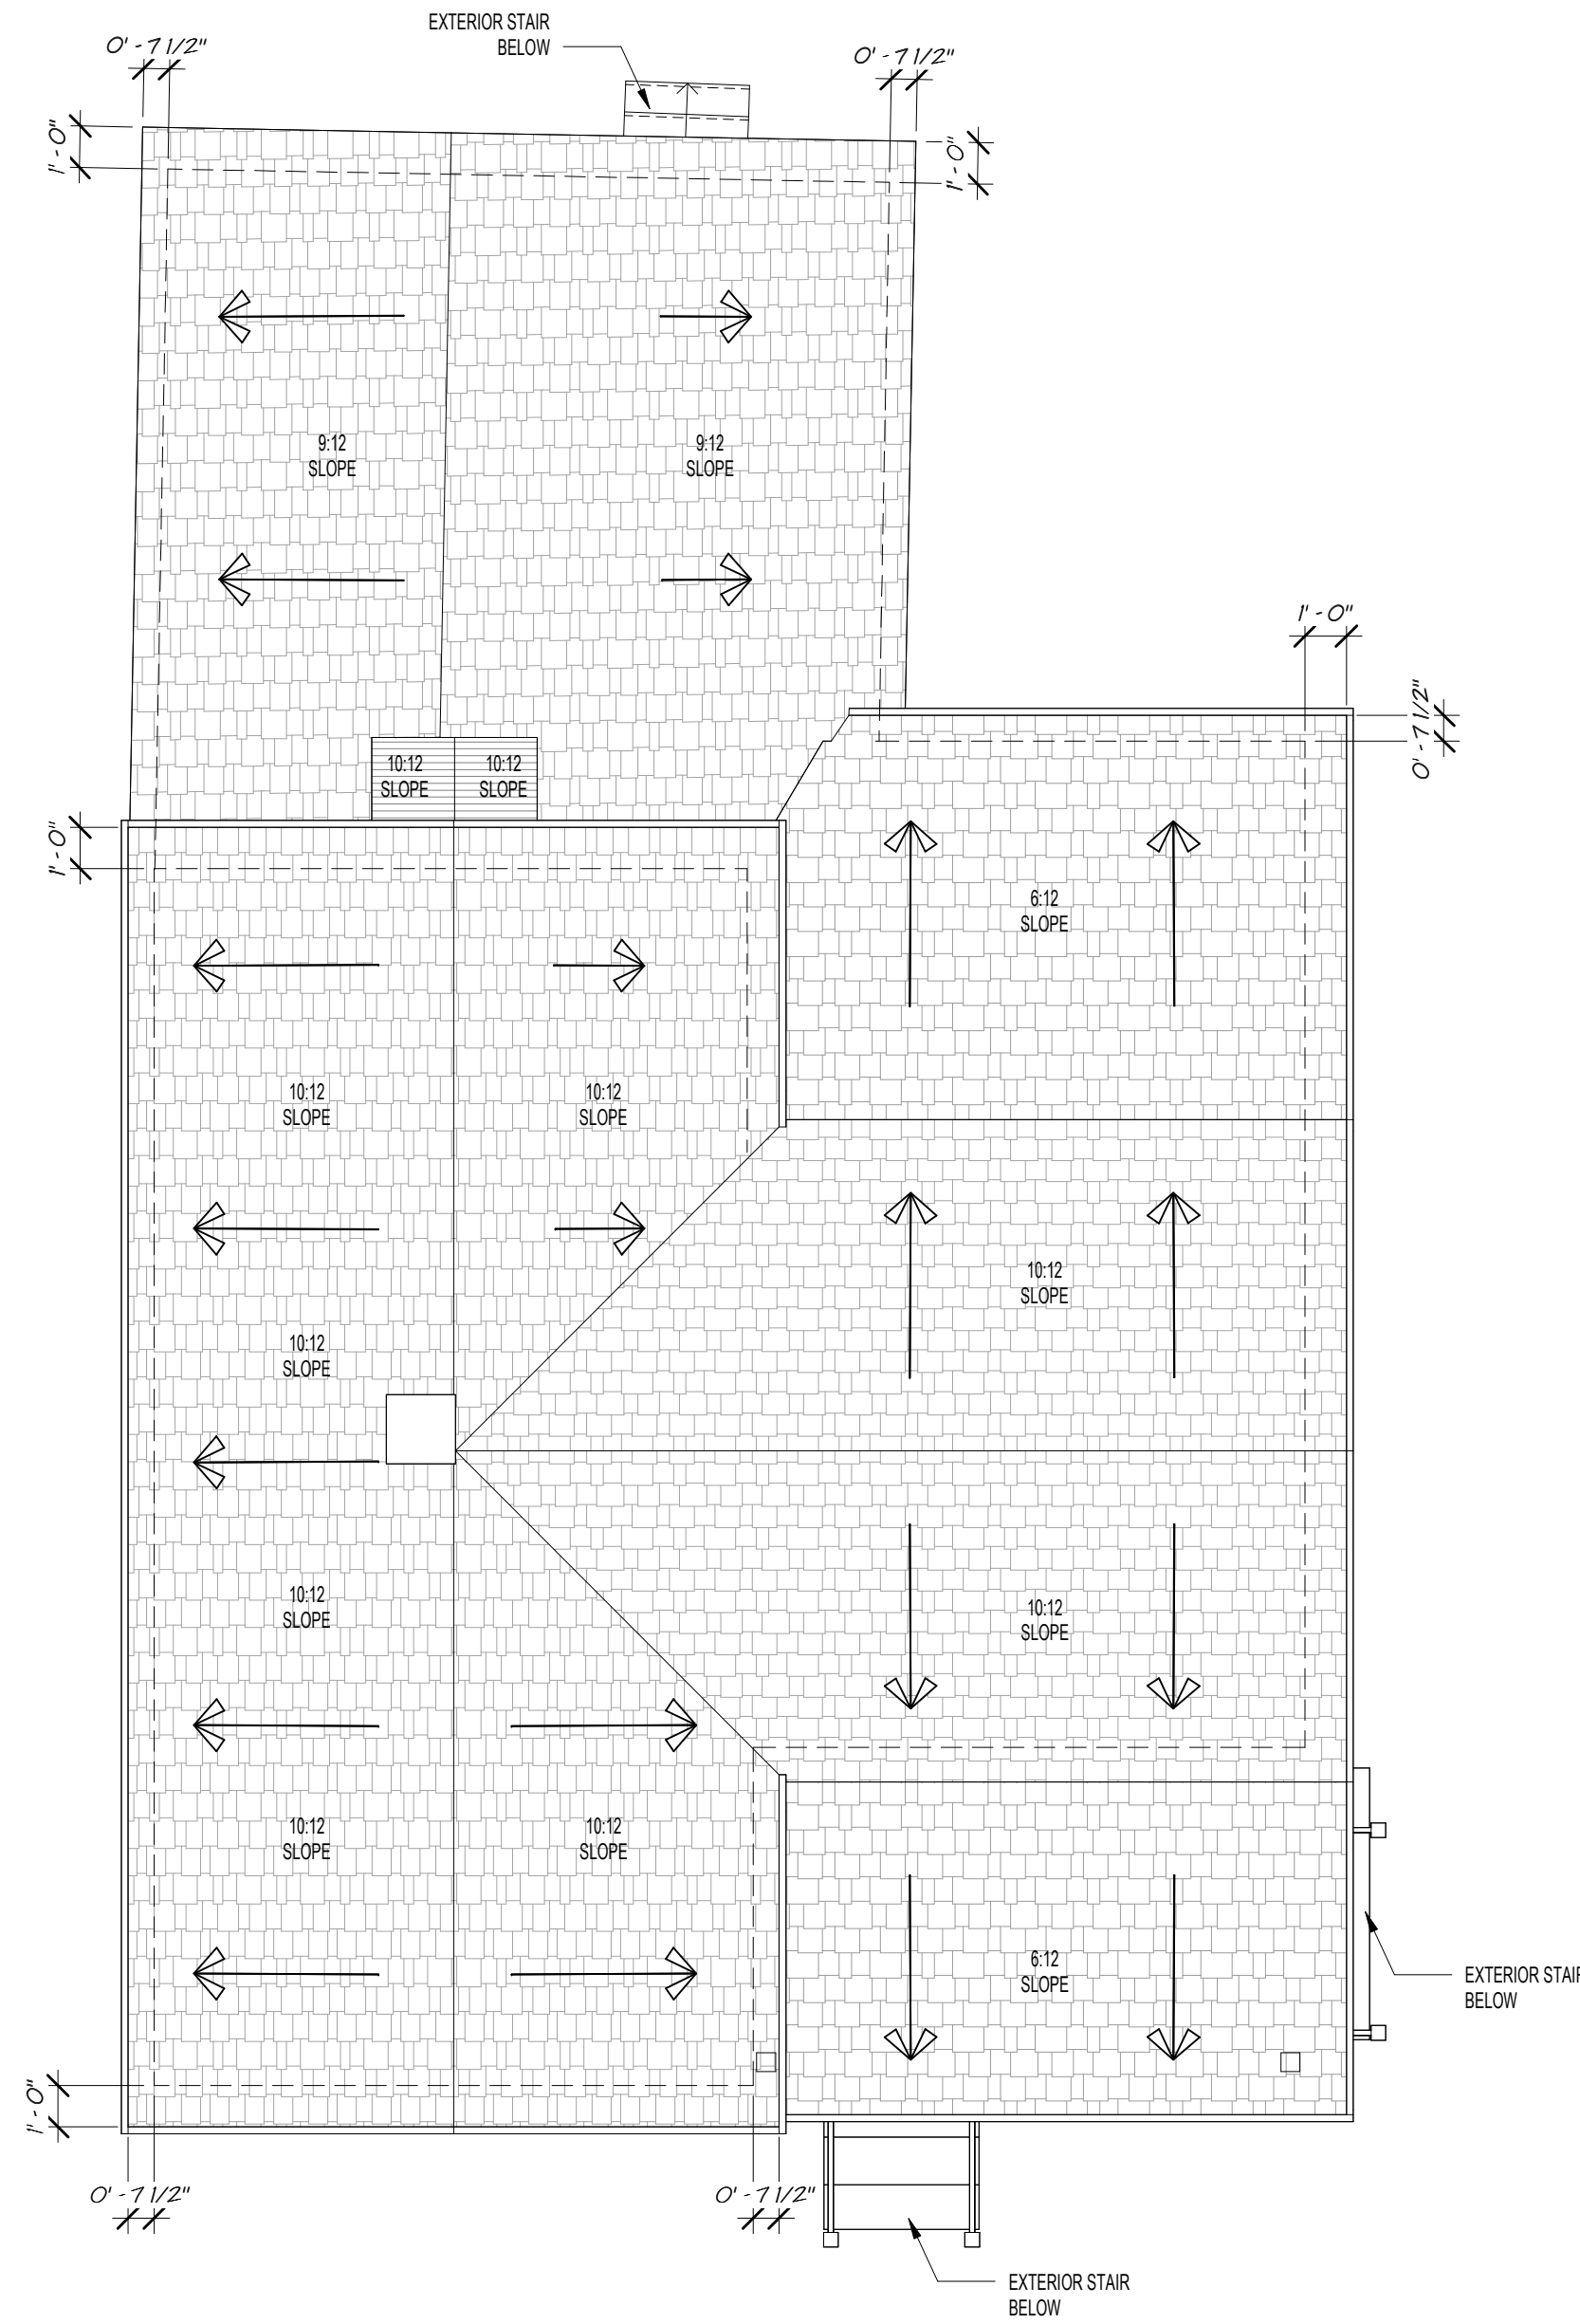 EXTERIOR STAIR
BELOW
0' - 7 1/2"
0' - 7 1/2"
1' - 0"
1' - 0"
9:12
SLOPE
9:12
SLOPE
1' - 0"
0' - 7 1/2"
10:12
SLOPE
10:12
SLOPE
1' - 0"
6:12
SLOPE
10:12
SLOPE
10:12
SLOPE
10:12
SLOPE
10:12
SLOPE
10:12
SLOPE
10:12
SLOPE
10:12
SLOPE
10:12
SLOPE
6:12
SLOPE
EXTERIOR STAIR
BELOW
1' - 0"
0' - 7 1/2"
0' - 7 1/2"
EXTERIOR STAIR
BELOW